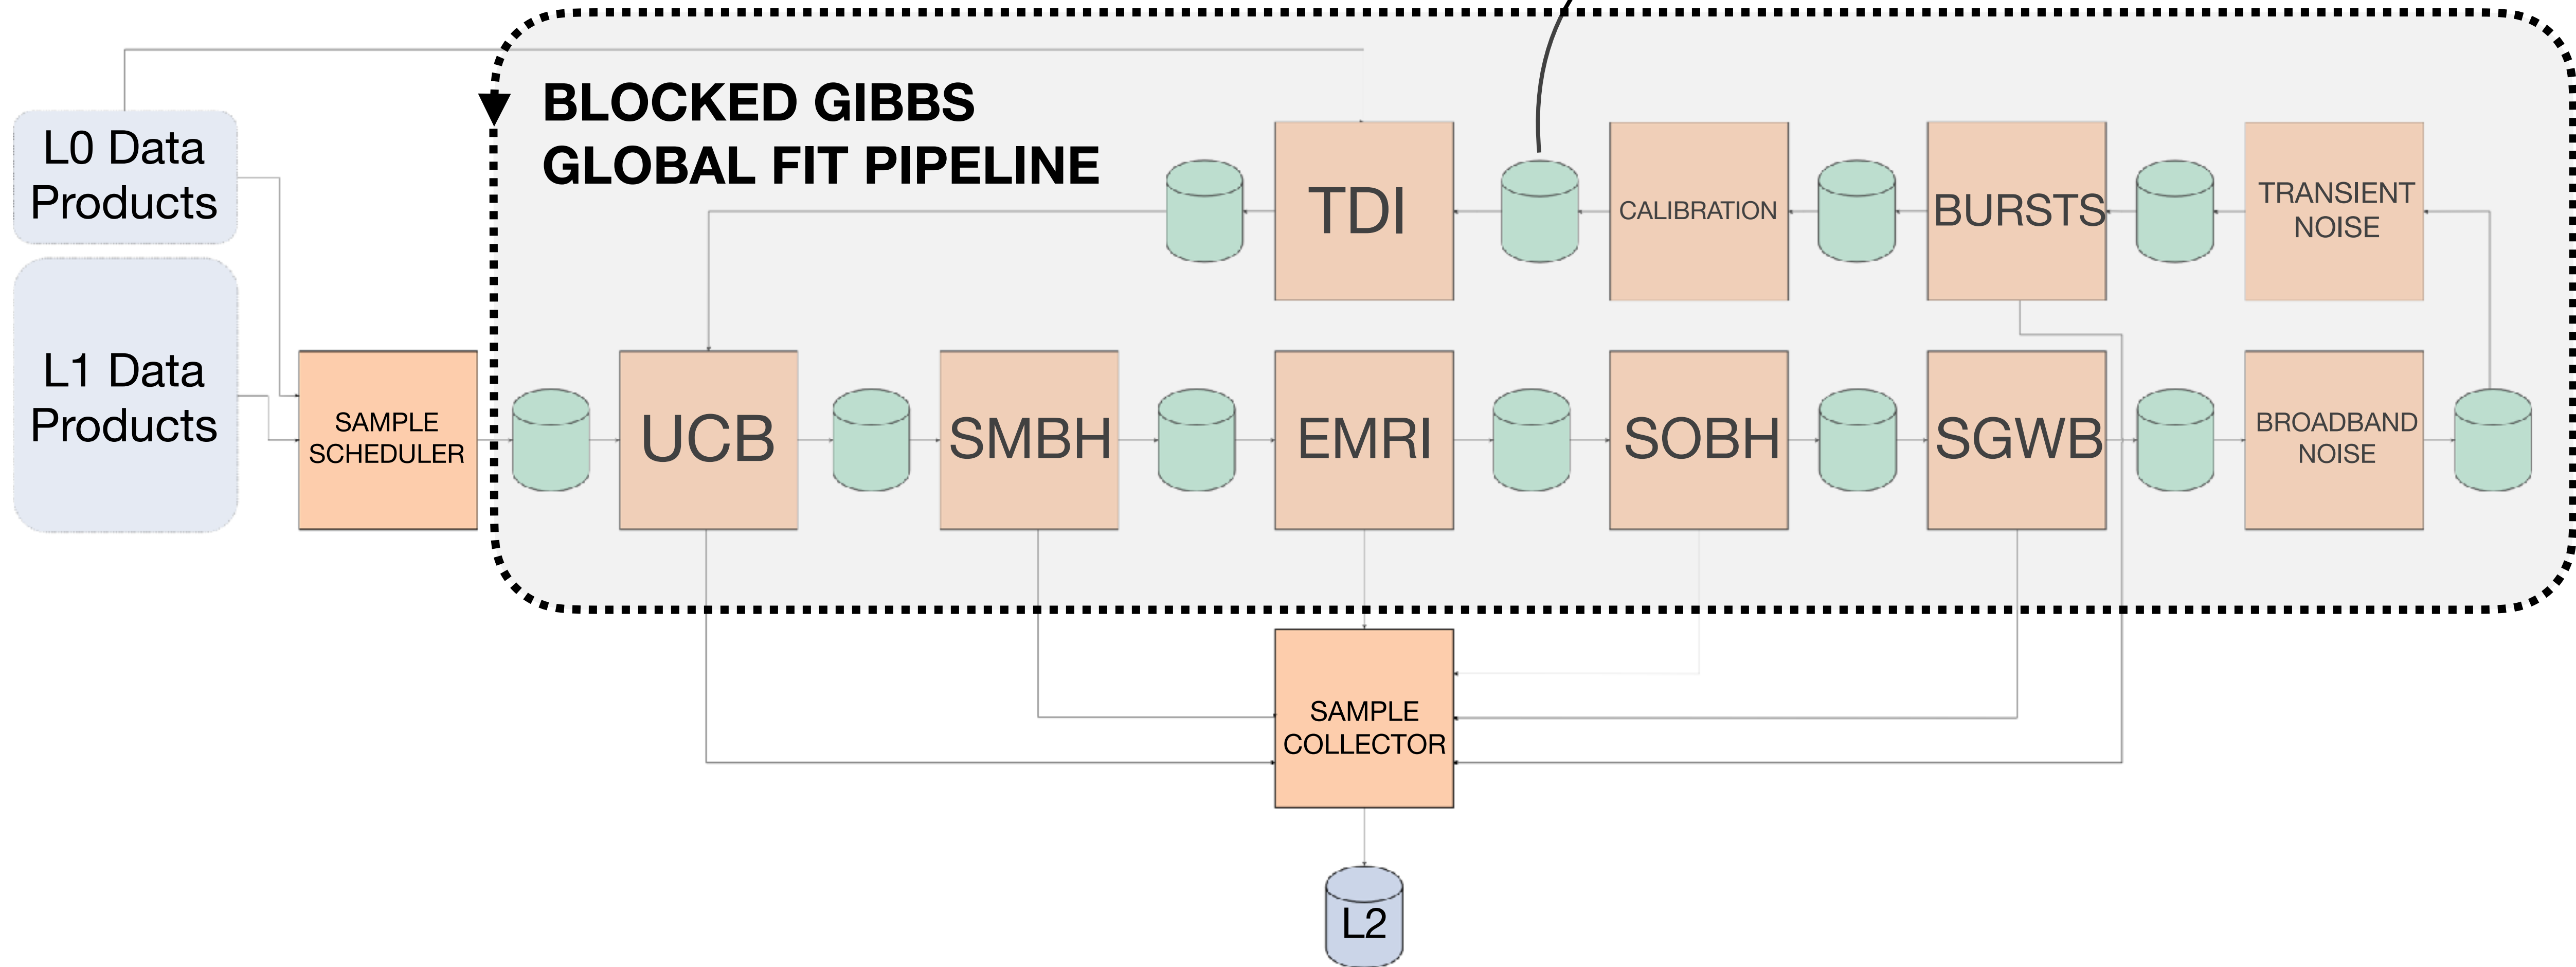 BLOCKED GIBBS
GLOBAL FIT PIPELINE
L0 Data
Products
TDI
CALIBRATION
BURSTS
TRANSIENT
NOISE
L1 Data
Products
SAMPLE
SCHEDULER
UCB
SMBH
EMRI
SOBH
SGWB
BROADBAND
NOISE
SAMPLE
COLLECTOR
L2